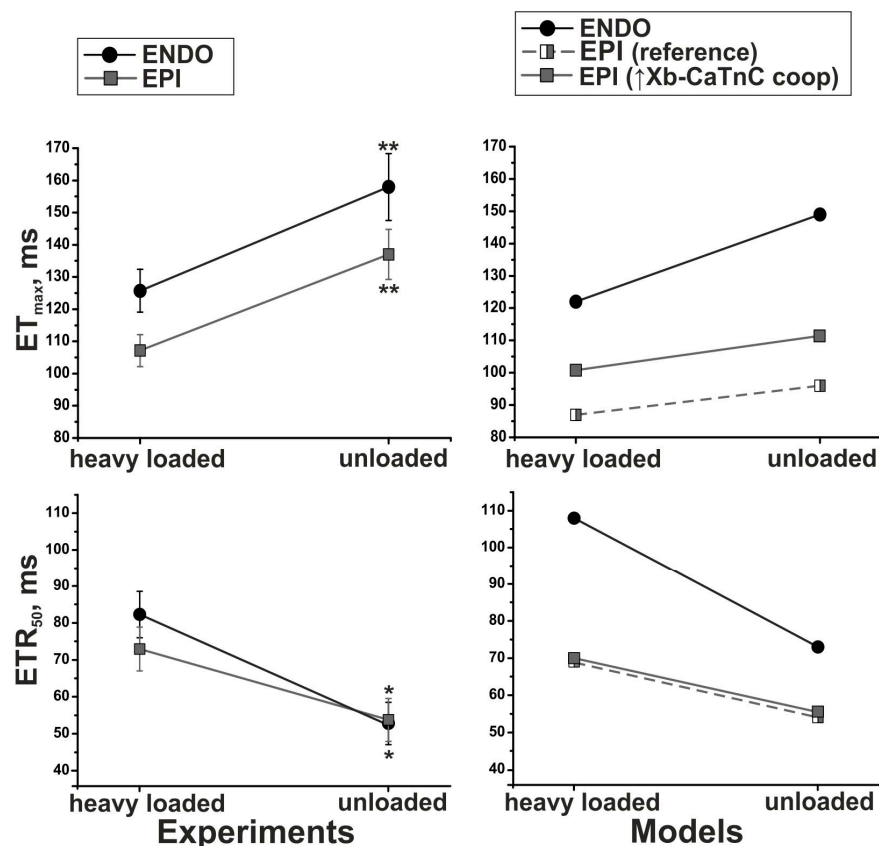 ENDO
EPI
ENDO
EPI (reference)
EPI (↑Xb-CaTnC coop)
170
160
150
140
130
120
110
100
90
80
ETmax, ms
**
**
heavy loaded
unloaded
170
160
150
140
130
120
110
100
90
80
heavy loaded
unloaded
110
100
90
80
70
60
50
40
ETR50, ms
*
*
heavy loaded
unloaded
Experiments
110
100
90
80
70
60
50
40
heavy loaded
unloaded
Models